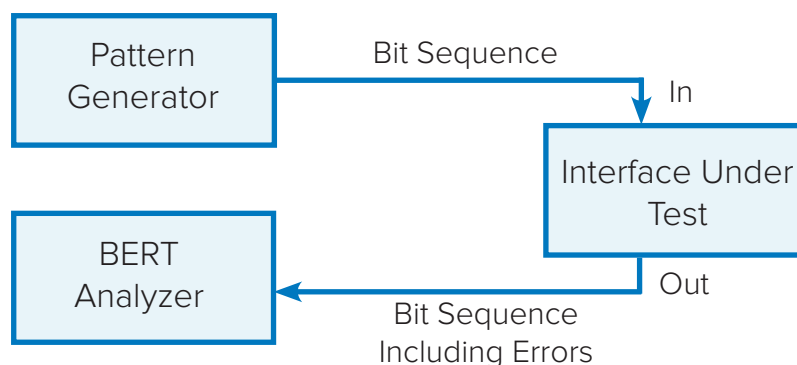 Pattern
Generator
Bit Sequence
In
Interface Under
Test
BERT
Analyzer
Out
Bit Sequence
Including Errors